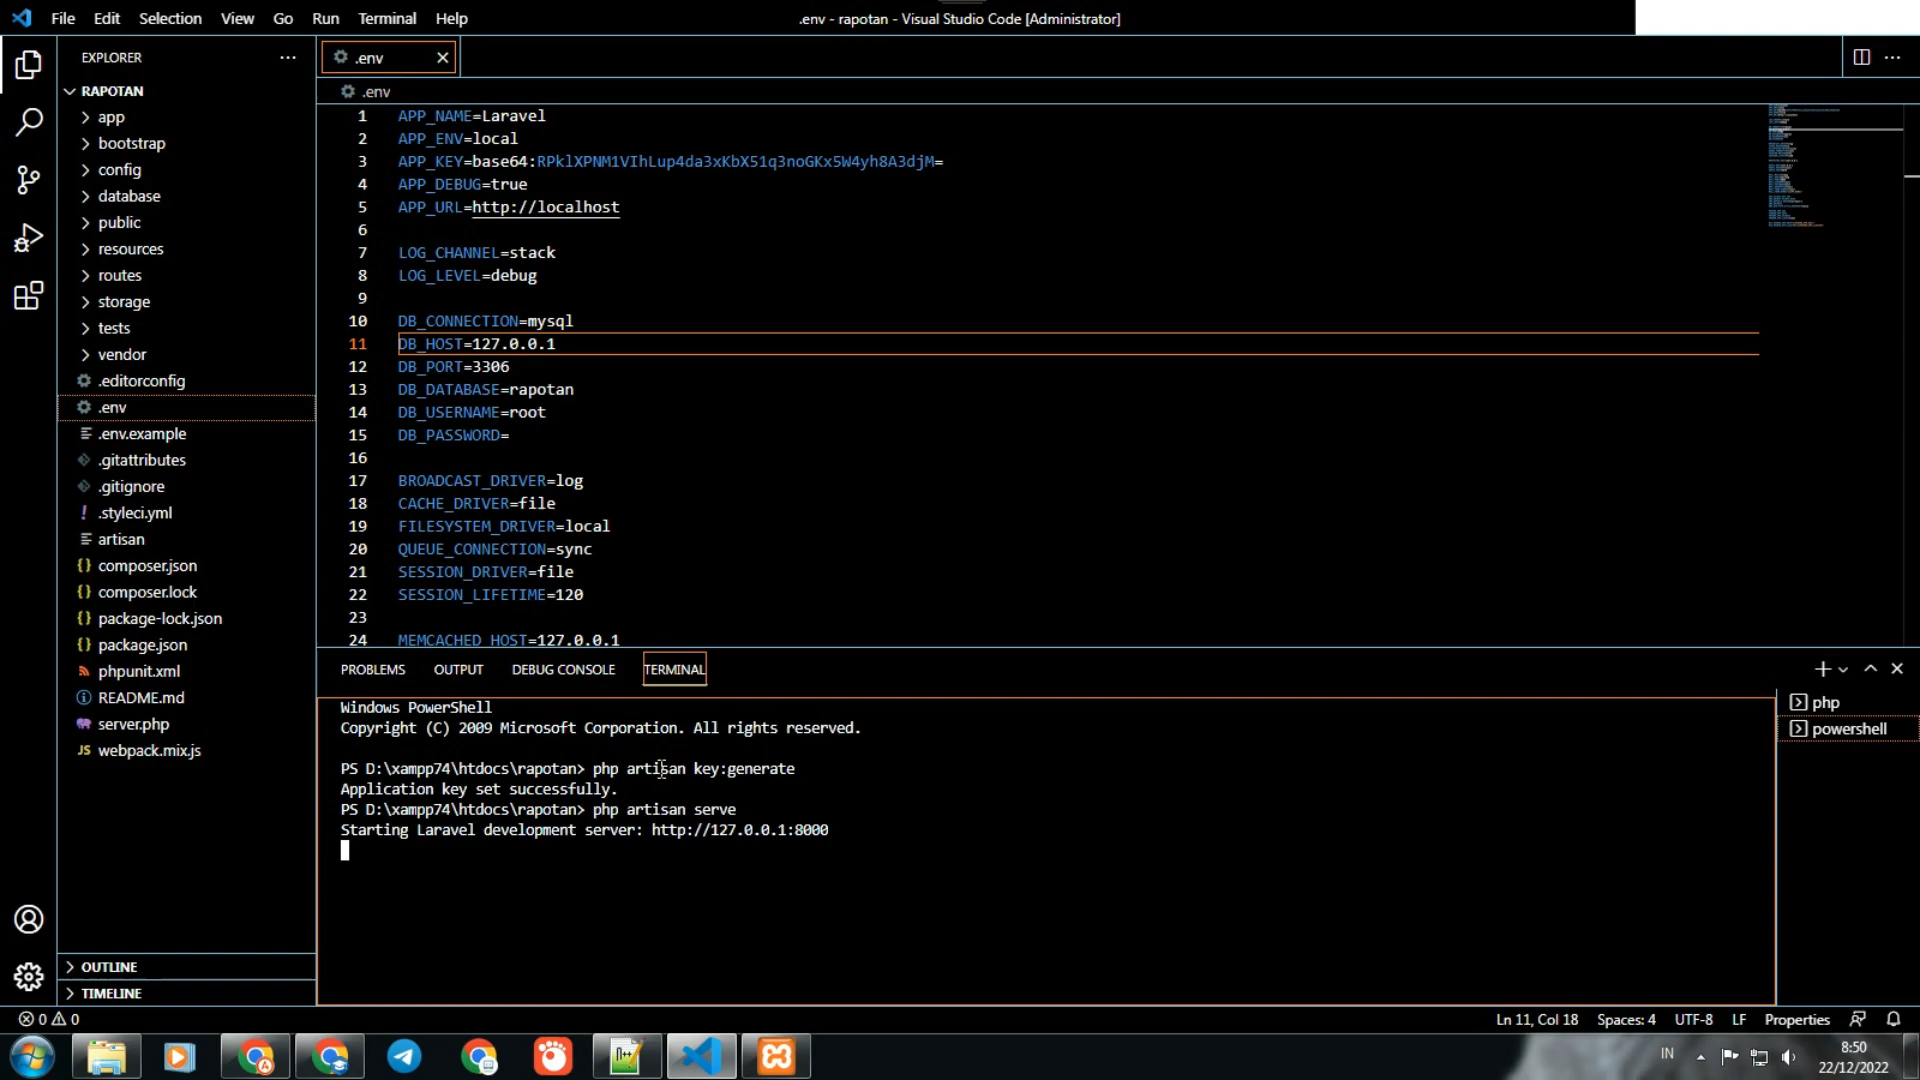 File Edit Selection View Go Run Terminal Help
.env - rapotan - Visual Studio Code [Administrator]
EXPLORER
RAPOTAN
app
bootstrap
config
database
public
resources
routes
storage
tests
vendor
.editorconfig
.env
.env.example
.gitattributes
.gitignore
.styleci.yml
artisan
composer.json
composer.lock
package-lock.json
package.json
phpunit.xml
README.md
server.php
JS webpack.mix.js
OUTLINE
TIMELINE
.env
.env
1 APP_NAME=Laravel
2 APP_ENV=local
3 APP_KEY=base64:RPklXPNM1VIhLup4da3xKbX51q3noGKx5W4yh8A3djM=
4 APP_DEBUG=true
5 APP_URL=http://localhost
6
7 LOG_CHANNEL=stack
8 LOG_LEVEL=debug
9
10 DB_CONNECTION=mysql
11 DB_HOST=127.0.0.1
12 DB_PORT=3306
13 DB_DATABASE=rapotan
14 DB_USERNAME=root
15 DB_PASSWORD=
16
17 BROADCAST_DRIVER=log
18 CACHE_DRIVER=file
19 FILESYSTEM_DRIVER=local
20 QUEUE_CONNECTION=sync
21 SESSION_DRIVER=file
22 SESSION_LIFETIME=120
23
24 MEMCACHED_HOST=127.0.0.1
PROBLEMS OUTPUT DEBUG CONSOLE TERMINAL
Windows PowerShell
Copyright (C) 2009 Microsoft Corporation. All rights reserved.
PS D:\xampp74\htdocs\rapotan> php artisan key:generate
Application key set successfully.
PS D:\xampp74\htdocs\rapotan> php artisan serve
Starting Laravel development server: http://127.0.0.1:8000
php
powershell
0 0
Ln 11, Col 18 Spaces: 4 UTF-8 LF Properties
IN
8:50
22/12/2022